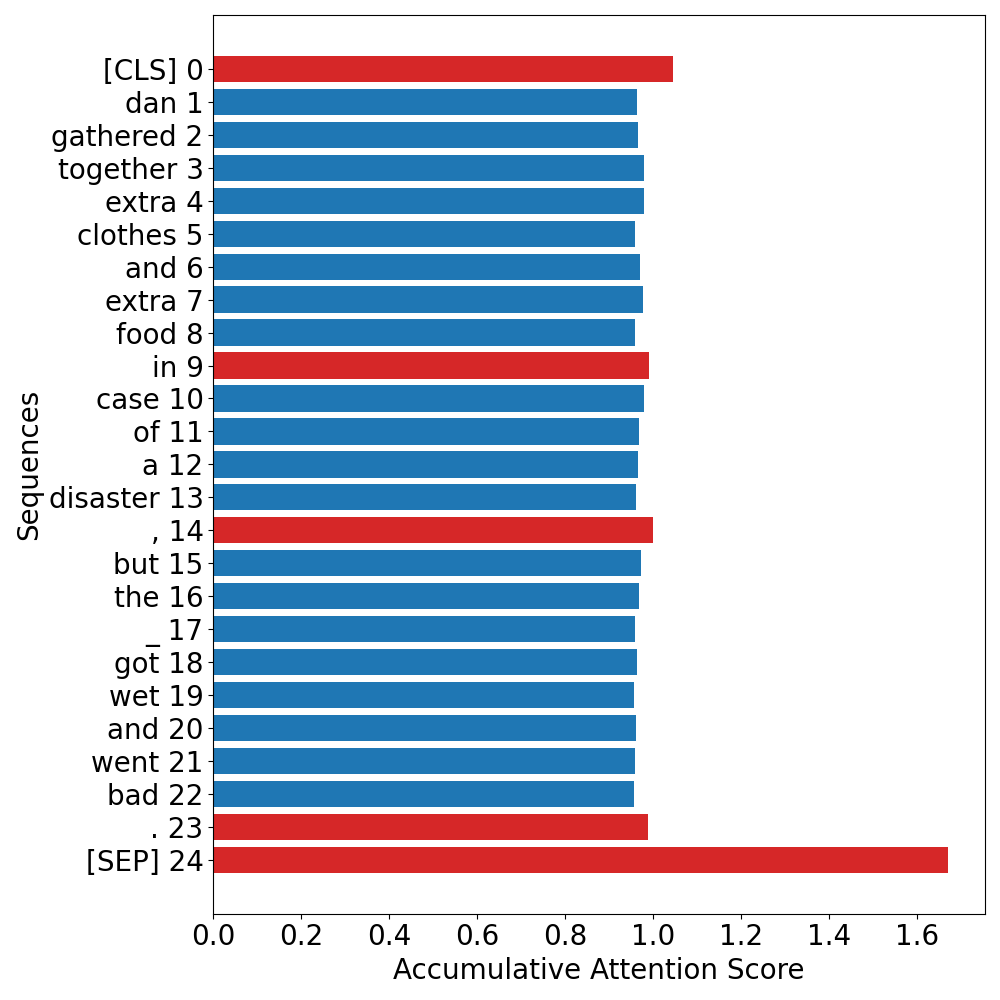 [CLS] 0
dan 1
gathered 2
together 3
extra 4
clothes 5
and 6
extra 7
food 8
in 9
case 10
of 11
a 12
disaster 13
, 14
but 15
the 16
_ 17
got 18
wet 19
and 20
went 21
bad 22
. 23
[SEP] 24
Sequences
0.0 0.2 0.4 0.6 0.8 1.0 1.2 1.4 1.6
Accumulative Attention Score